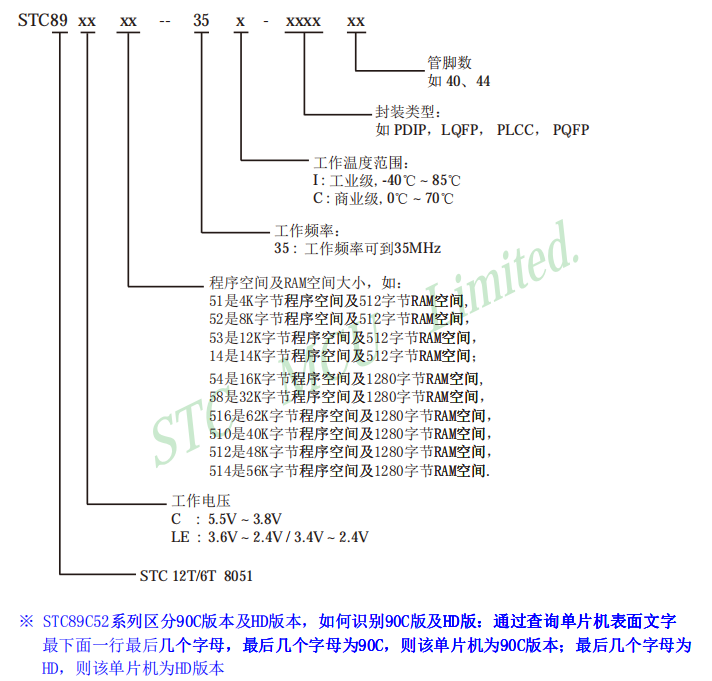 STC89 xx xx -- 35 x - xxxx xx
管脚数
如 40、44
封装类型：
如 PDIP，LQFP， PLCC， PQFP
工作温度范围：
I : 工业级, -40℃ ~ 85℃
C : 商业级, 0℃ ~ 70℃
工作频率：
35 : 工作频率可到35MHz
程序空间及RAM空间大小，如：
51是4K字节程序空间及512字节RAM空间,
52是8K字节程序空间及512字节RAM空间，
53是12K字节程序空间及512字节RAM空间，
14是14K字节程序空间及512字节RAM空间；
54是16K字节程序空间及1280字节RAM空间,
58是32K字节程序空间及1280字节RAM空间，
516是62K字节程序空间及1280字节RAM空间，
510是40K字节程序空间及1280字节RAM空间，
512是48K字节程序空间及1280字节RAM空间，
514是56K字节程序空间及1280字节RAM空间.
工作电压
C : 5.5V ~ 3.8V
LE : 3.6V ~ 2.4V / 3.4V ~ 2.4V
STC 12T/6T 8051
STC MCU Limited.
※ STC89C52系列区分90C版本及HD版本，如何识别90C版及HD版：通过查询单片机表面文字
最下面一行最后几个字母，最后几个字母为90C，则该单片机为90C版本；最后几个字母为
HD，则该单片机为HD版本